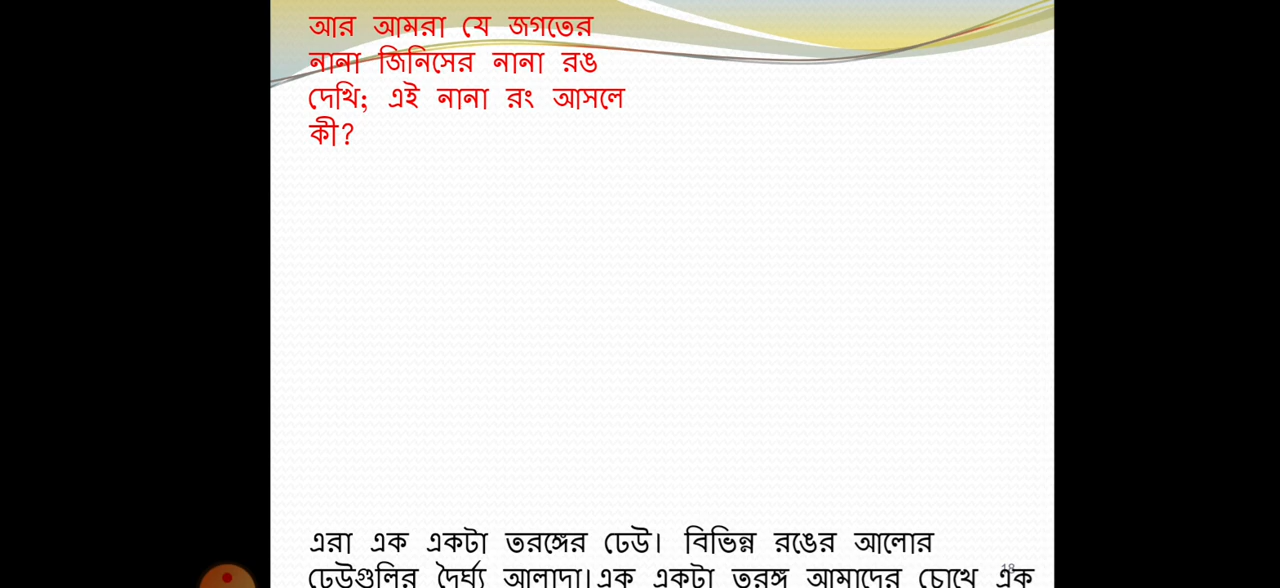 আর আমরা যে জগতের
নানা জিনিসের নানা রঙ
দেখি; এই নানা রং আসলে
কী?
এরা এক একটা তরঙ্গের ঢেউ। বিভিন্ন রঙের আলোর
ঢেউগুলির দৈর্ঘ্য আলাদা।এক একটা তরঙ্গ আমাদের চোখে এক
18